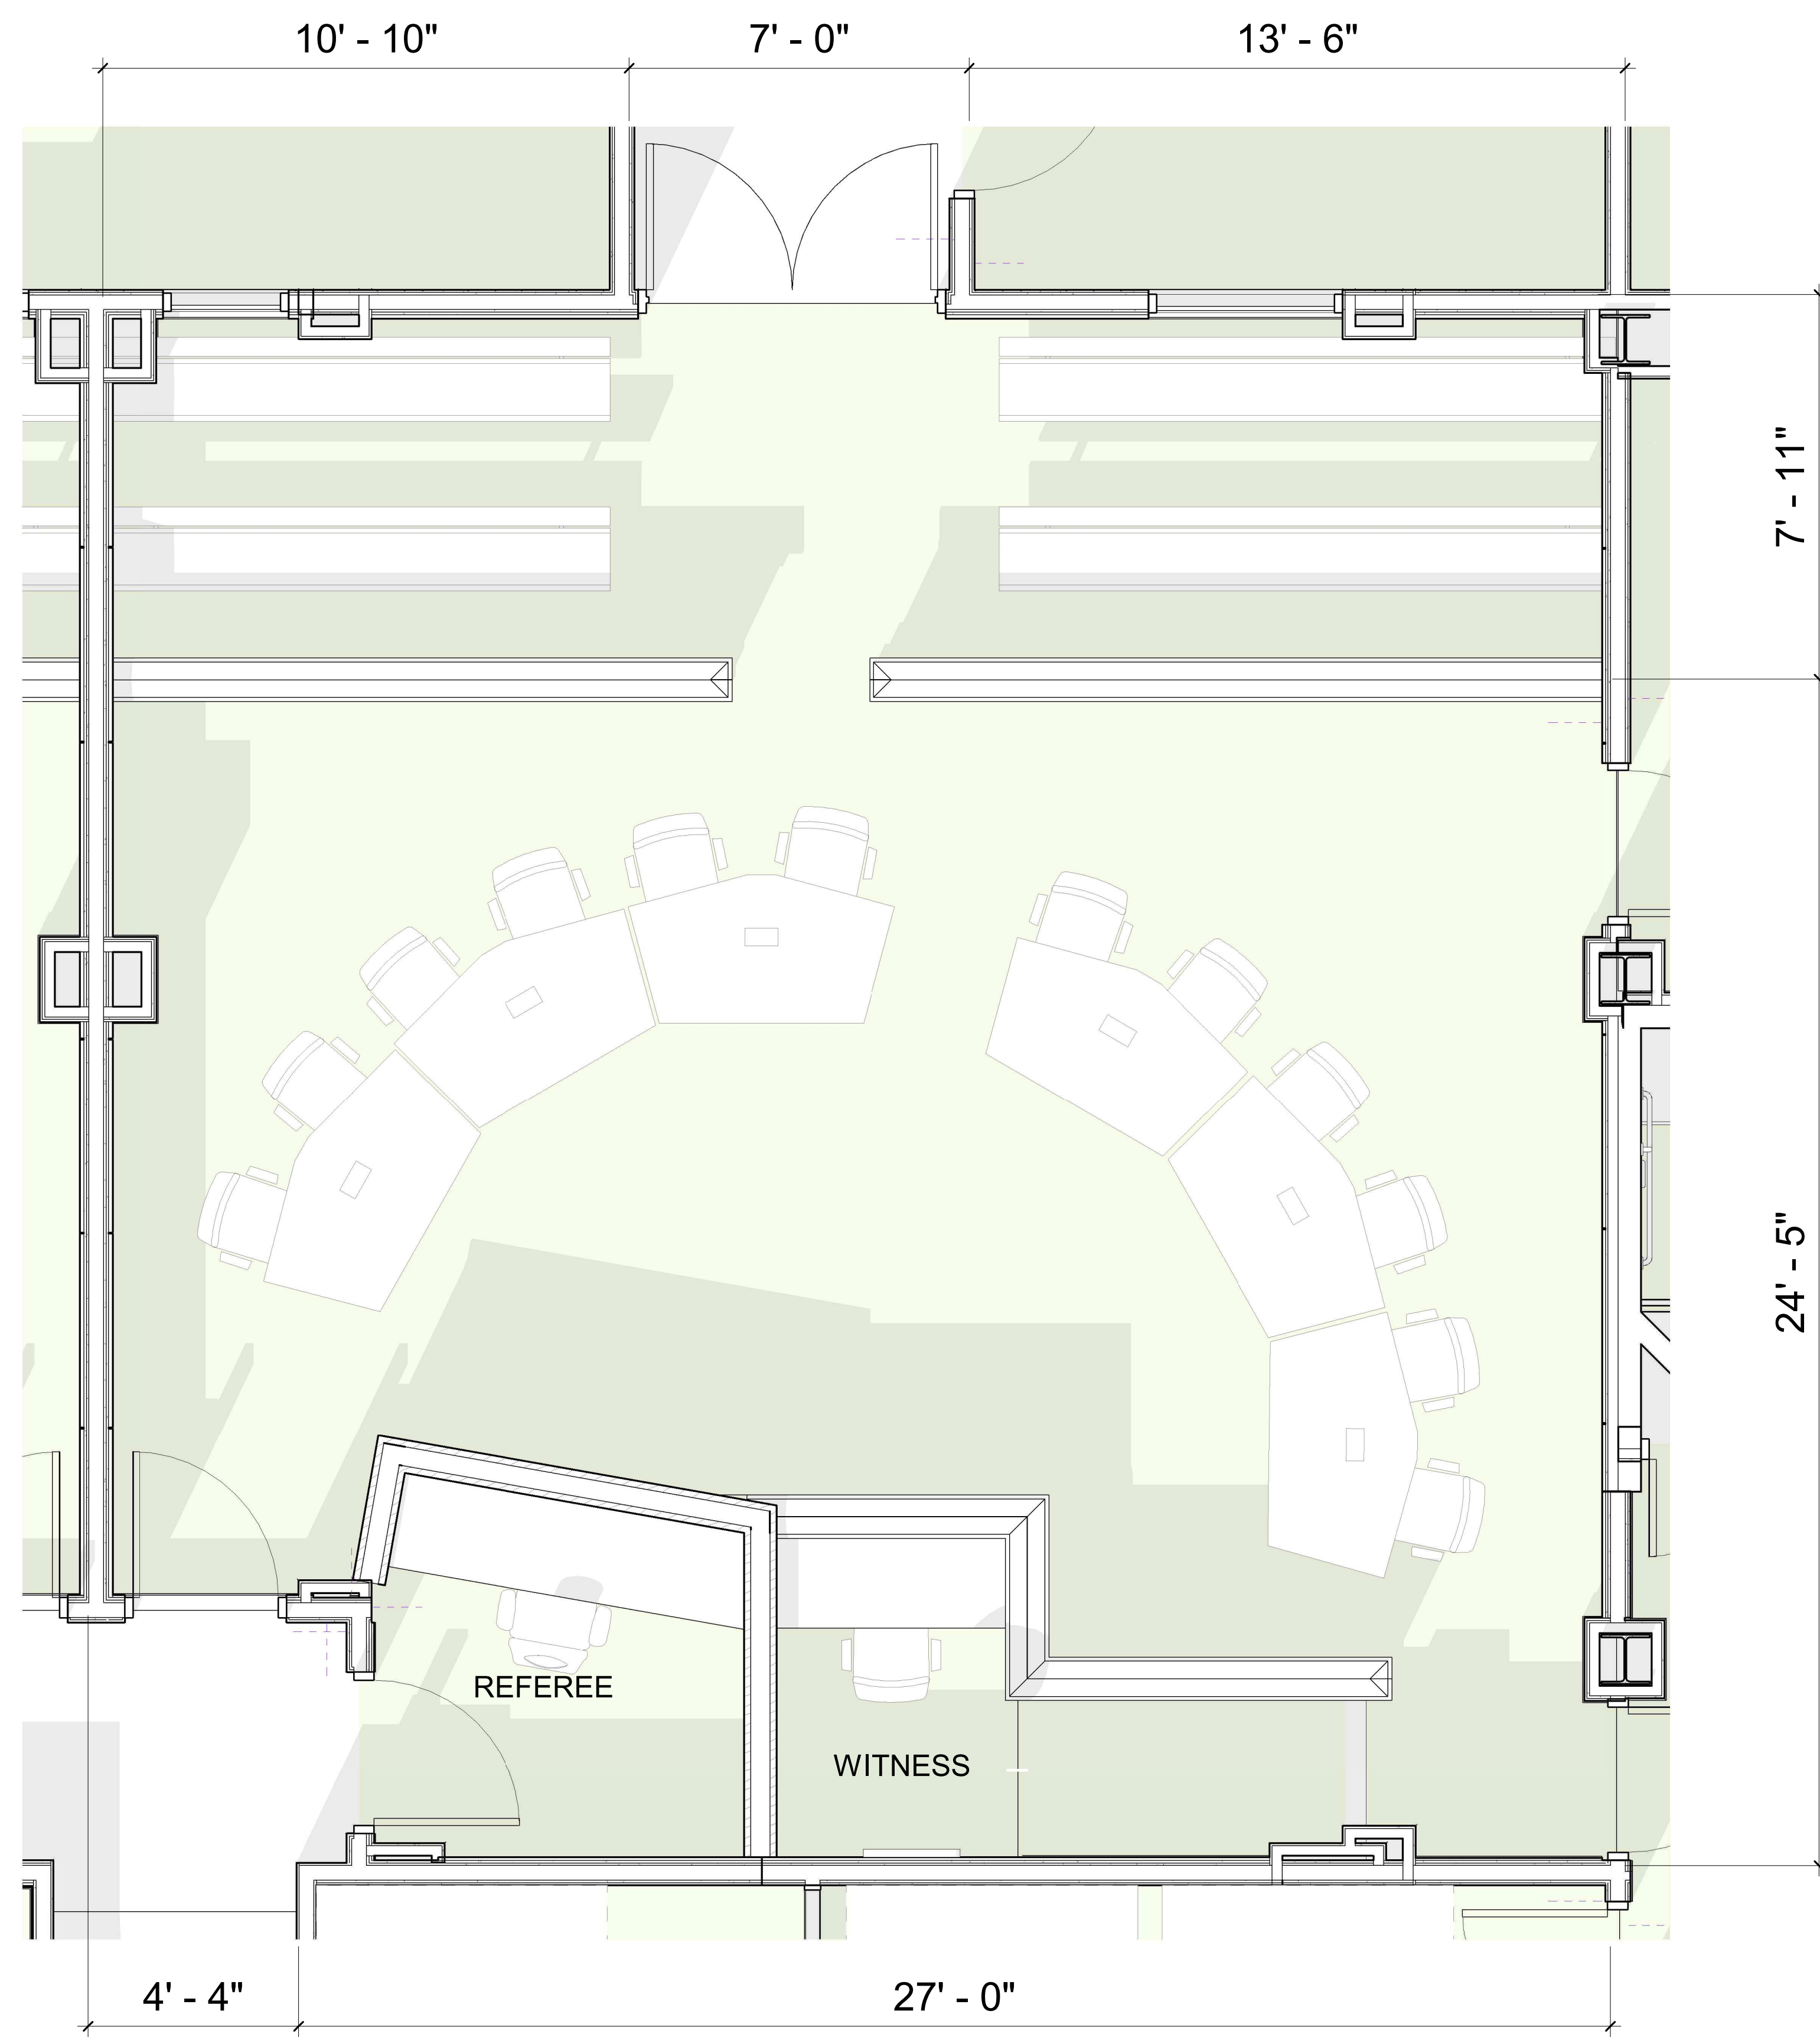 10' - 10"
7' - 0"
13' - 6"
7' - 11"
24' - 5"
REFEREE
WITNESS
4' - 4"
27' - 0"